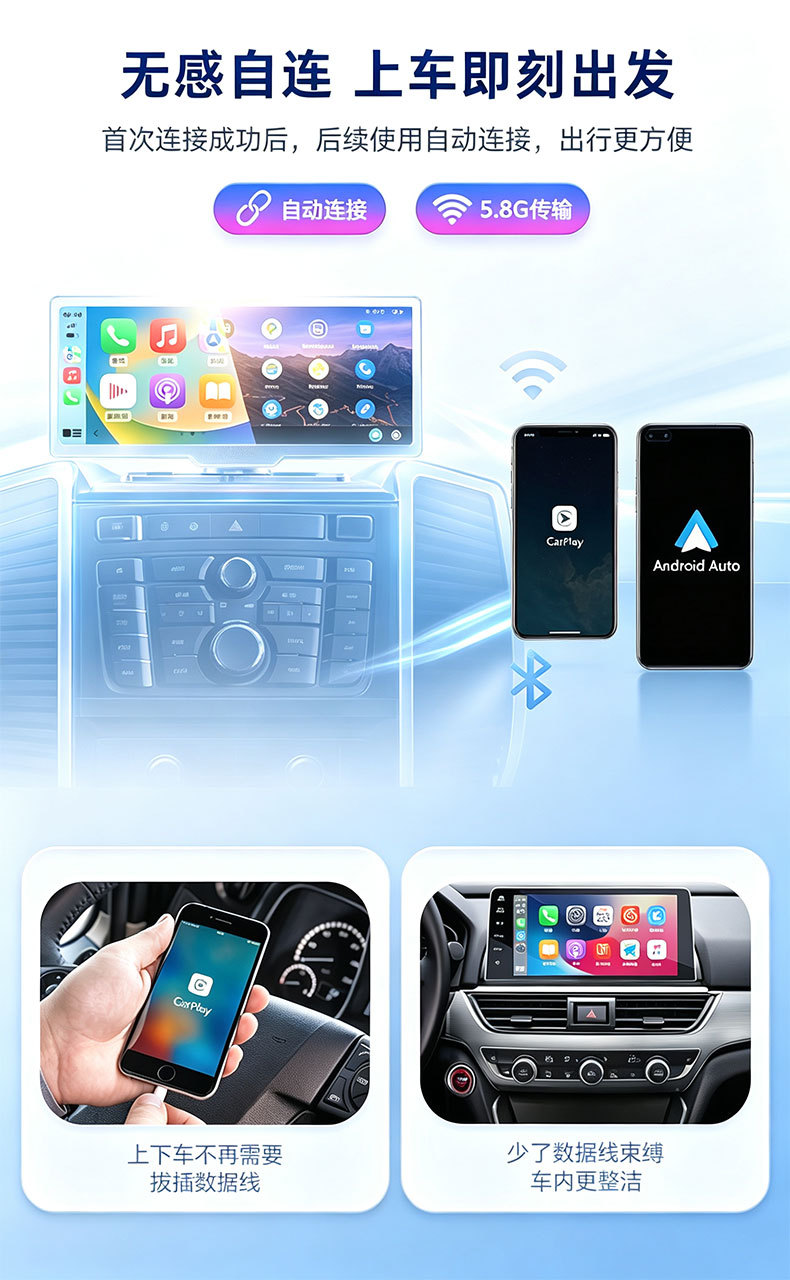 无感自连 上车即刻出发
首次连接成功后，后续使用自动连接，出行更方便
自动连接
5.8G传输
CarPlay
Android Auto
CarPlay
上下车不再需要
拔插数据线
少了数据线束缚
车内更整洁